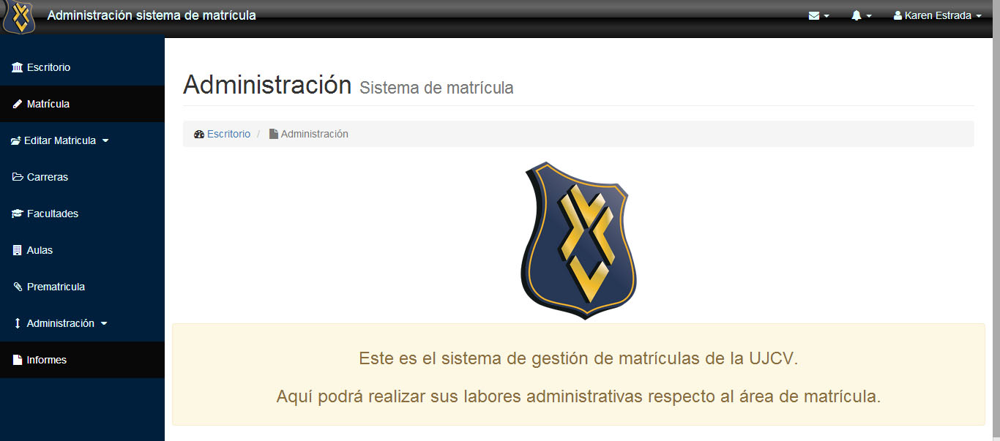 Administración sistema de matrícula
Karen Estrada
Escritorio
Matrícula
Editar Matricula
Carreras
Facultades
Aulas
Prematricula
Administración
Informes
Administración Sistema de matrícula
Escritorio / Administración
Este es el sistema de gestión de matrículas de la UJCV.
Aquí podrá realizar sus labores administrativas respecto al área de matrícula.